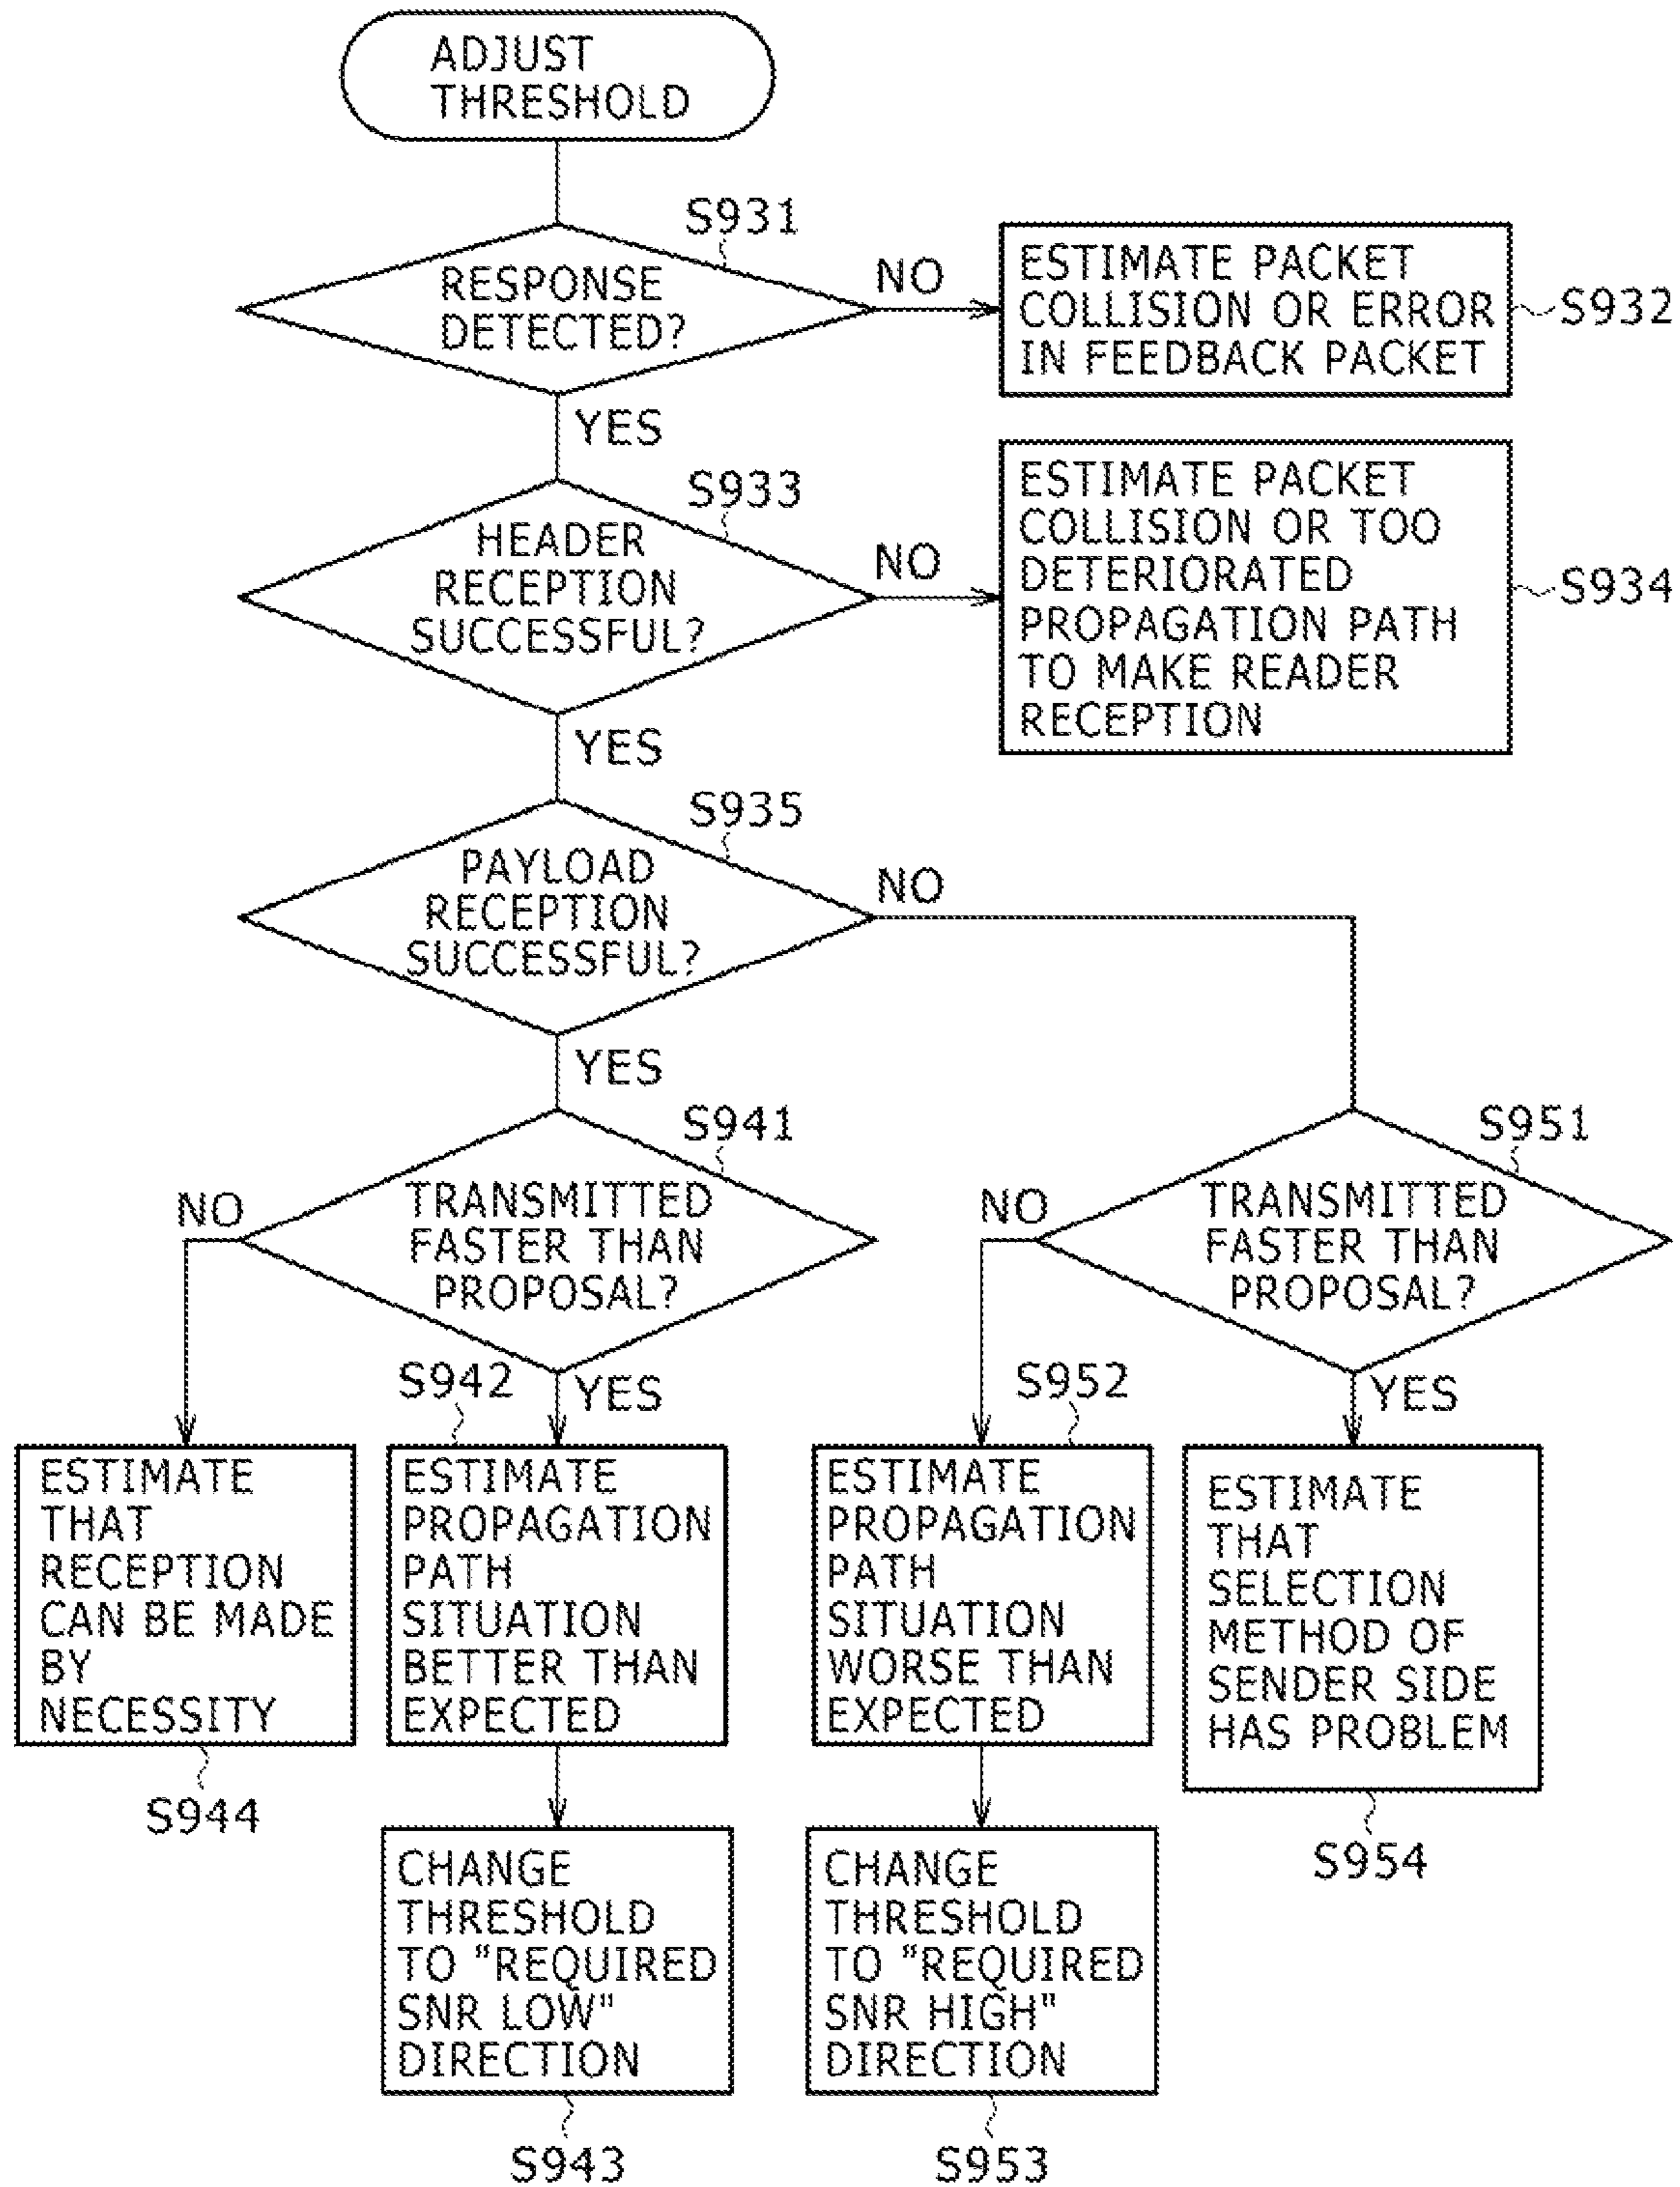 ADJUST
THRESHOLD
S931
RESPONSE
DETECTED?
NO
ESTIMATE PACKET
COLLISION OR ERROR
IN FEEDBACK PACKET
S932
YES
S933
HEADER
RECEPTION
SUCCESSFUL?
NO
ESTIMATE PACKET
COLLISION OR TOO
DETERIORATED
PROPAGATION PATH
TO MAKE READER
RECEPTION
S934
YES
S935
PAYLOAD
RECEPTION
SUCCESSFUL?
NO
YES
S941
TRANSMITTED
FASTER THAN
PROPOSAL?
NO
YES
S951
TRANSMITTED
FASTER THAN
PROPOSAL?
NO
YES
ESTIMATE
THAT
RECEPTION
CAN BE MADE
BY
NECESSITY
S944
S942
ESTIMATE
PROPAGATION
PATH
SITUATION
BETTER THAN
EXPECTED
S952
ESTIMATE
PROPAGATION
PATH
SITUATION
WORSE THAN
EXPECTED
ESTIMATE
THAT
SELECTION
METHOD OF
SENDER SIDE
HAS PROBLEM
S954
CHANGE
THRESHOLD
TO "REQUIRED
SNR LOW"
DIRECTION
S943
CHANGE
THRESHOLD
TO "REQUIRED
SNR HIGH"
DIRECTION
S953